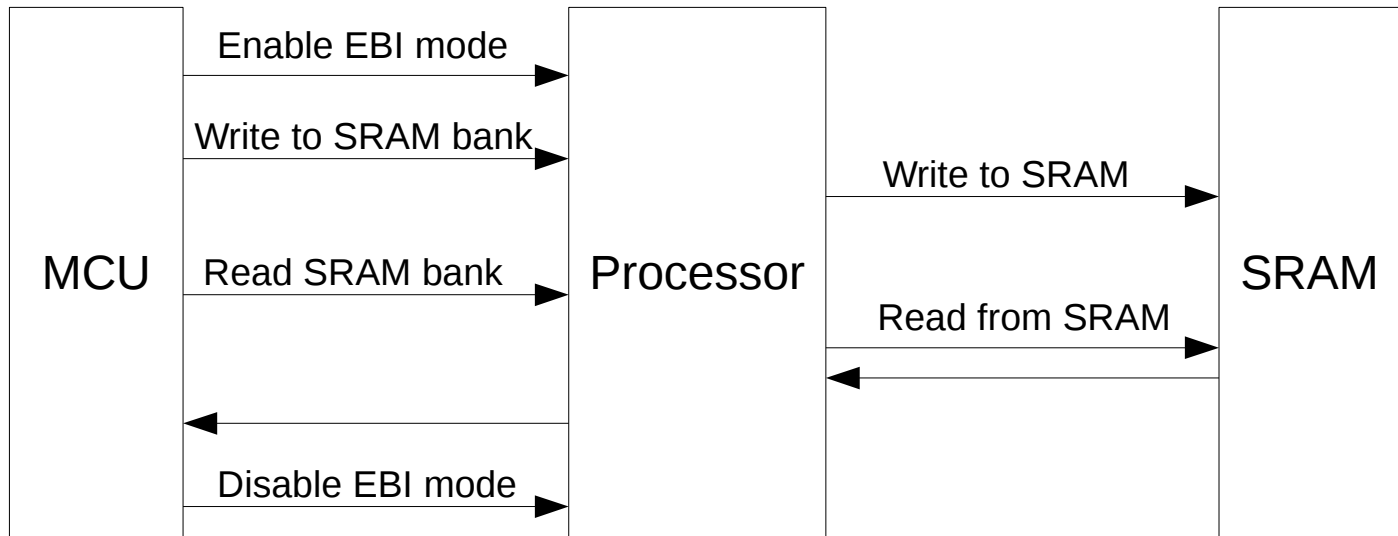 Enable EBI mode
Write to SRAM bank
Write to SRAM
MCU
Read SRAM bank
Processor
SRAM
Read from SRAM
Disable EBI mode